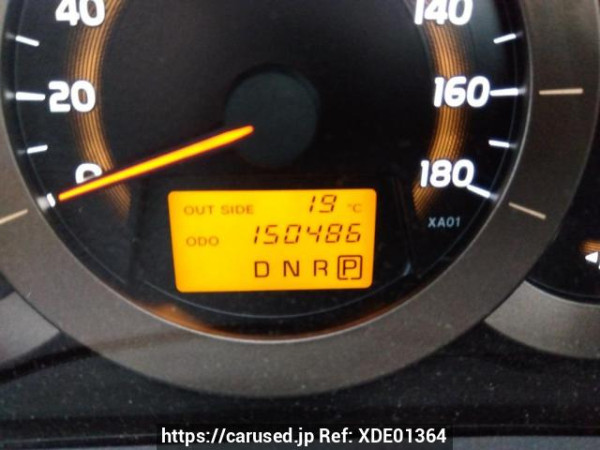 40
140
20
160
0
180
OUT SIDE 19 °C
XA01
ODO 150486
D N R P
https://carused.jp Ref: XDE01364